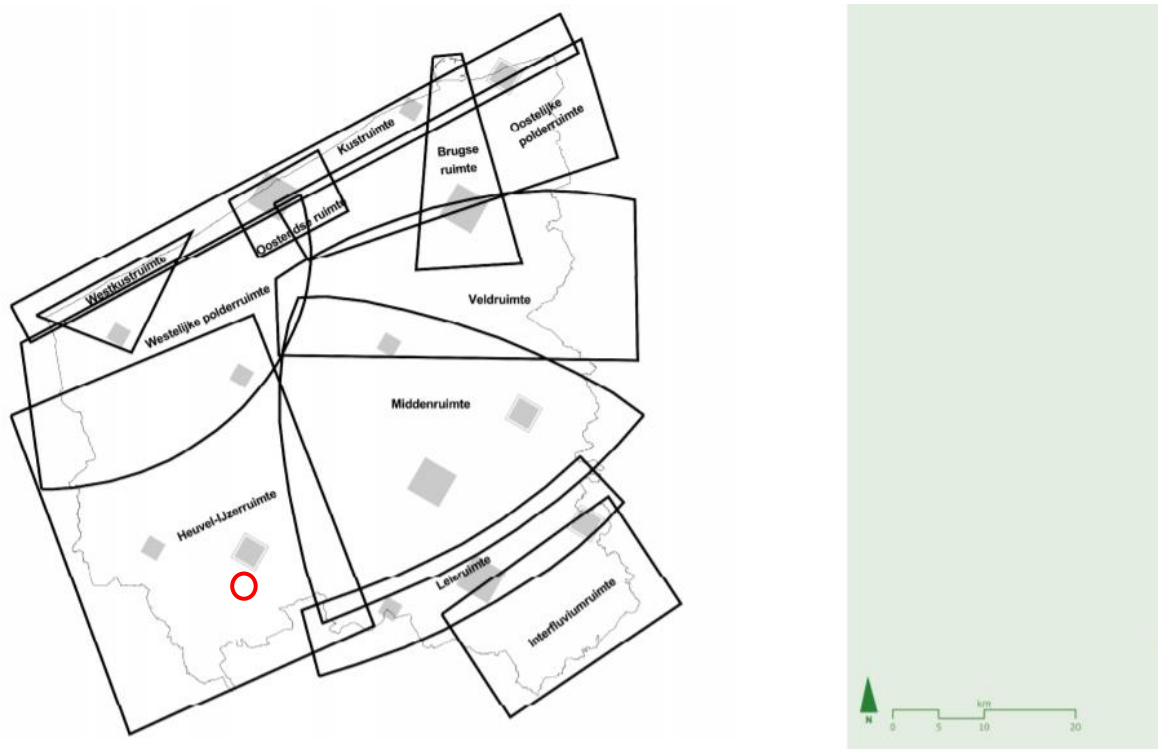 Kustruimte
Oostelijke
polderruimte
Brugse
ruimte
Oostendse ruimte
Westkustruimte
Westelijke polderruimte
Veldruimte
Middenruimte
Heuvel-IJzerruimte
Leieruimte
Interfluviumruimte
N
km
0 5 10 20